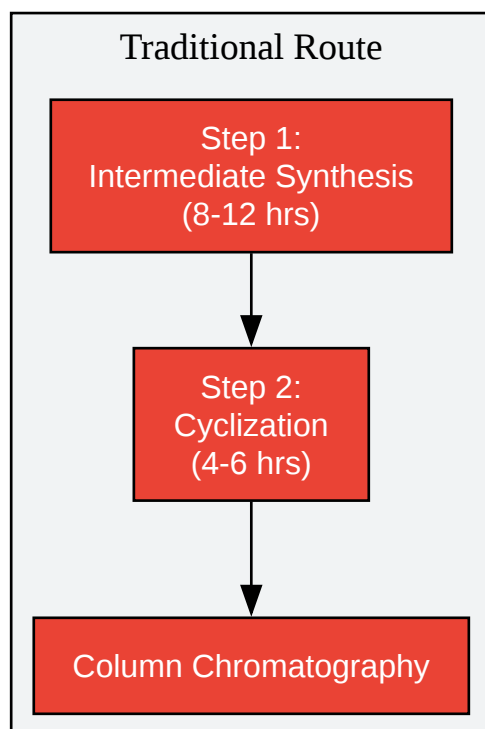 Traditional Route
Step 1:
Intermediate Synthesis
(8-12 hrs)
Step 2:
Cyclization
(4-6 hrs)
Column Chromatography